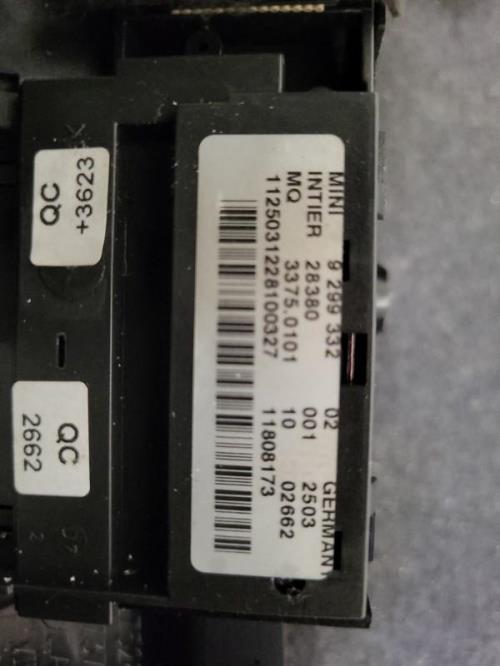 MINI 9 299 332 02 GERMANY
INTIER 28380 001 2503
MQ 3375.0101 10 02662
1125031228100327 11808173
+3623
QC
QC
2662